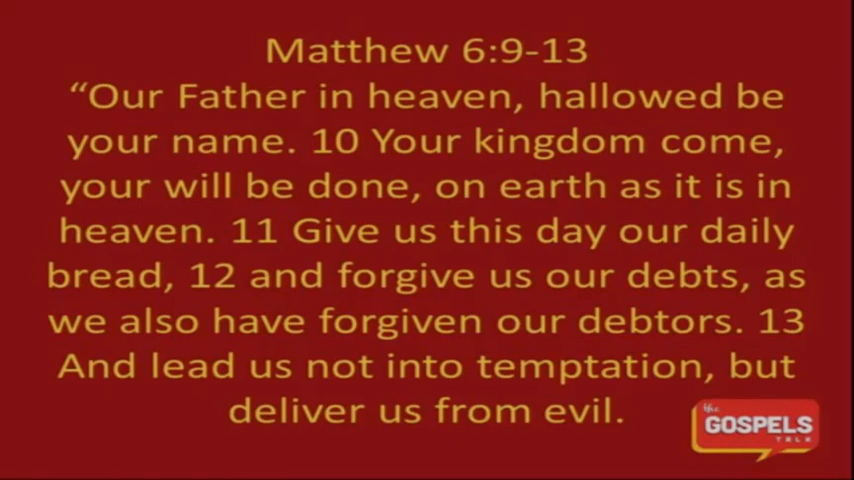 Matthew 6:9-13
“Our Father in heaven, hallowed be
your name. 10 Your kingdom come,
your will be done, on earth as it is in
heaven. 11 Give us this day our daily
bread, 12 and forgive us our debts, as
we also have forgiven our debtors. 13
And lead us not into temptation, but
deliver us from evil.
the
GOSPELS
TALK